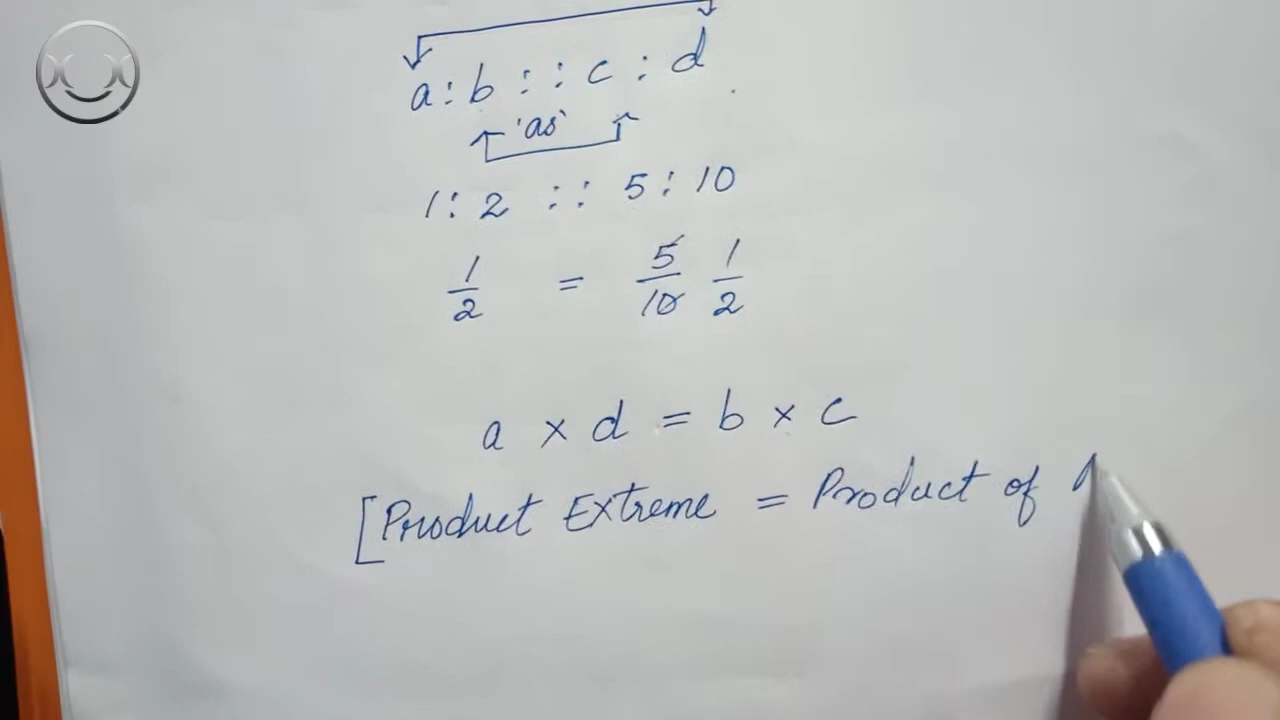 a : b : : c : d
'as'
1 : 2 : : 5 : 10
1/2 = 5/10 1/2
a × d = b × c
[Product Extreme = Product of